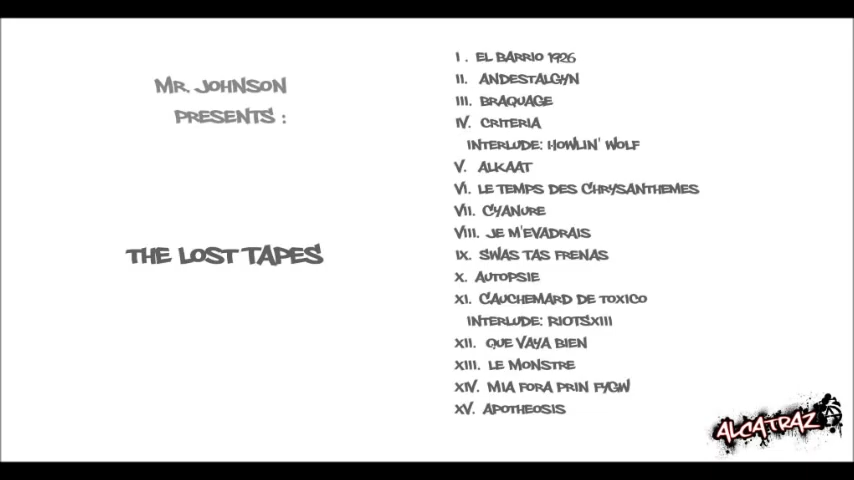 MR. JOHNSON
PRESENTS :
THE LOST TAPES
I . EL BARRIO 1926
II. ANDESTALGYN
III. BRAQUAGE
IV. CRITERIA
INTERLUDE: HOWLIN' WOLF
V. ALKAAT
VI. LE TEMPS DES CHRYSANTHEMES
VII. CYANURE
VIII. JE M'EVADRAIS
IX. SWAS TAS FRENAS
X. AUTOPSIE
XI. CAUCHEMARD DE TOXICO
INTERLUDE: RIOTSXIII
XII. QUE VAYA BIEN
XIII. LE MONSTRE
XIV. MIA FORA PRIN FYGW
XV. APOTHEOSIS
ALCATRAZ